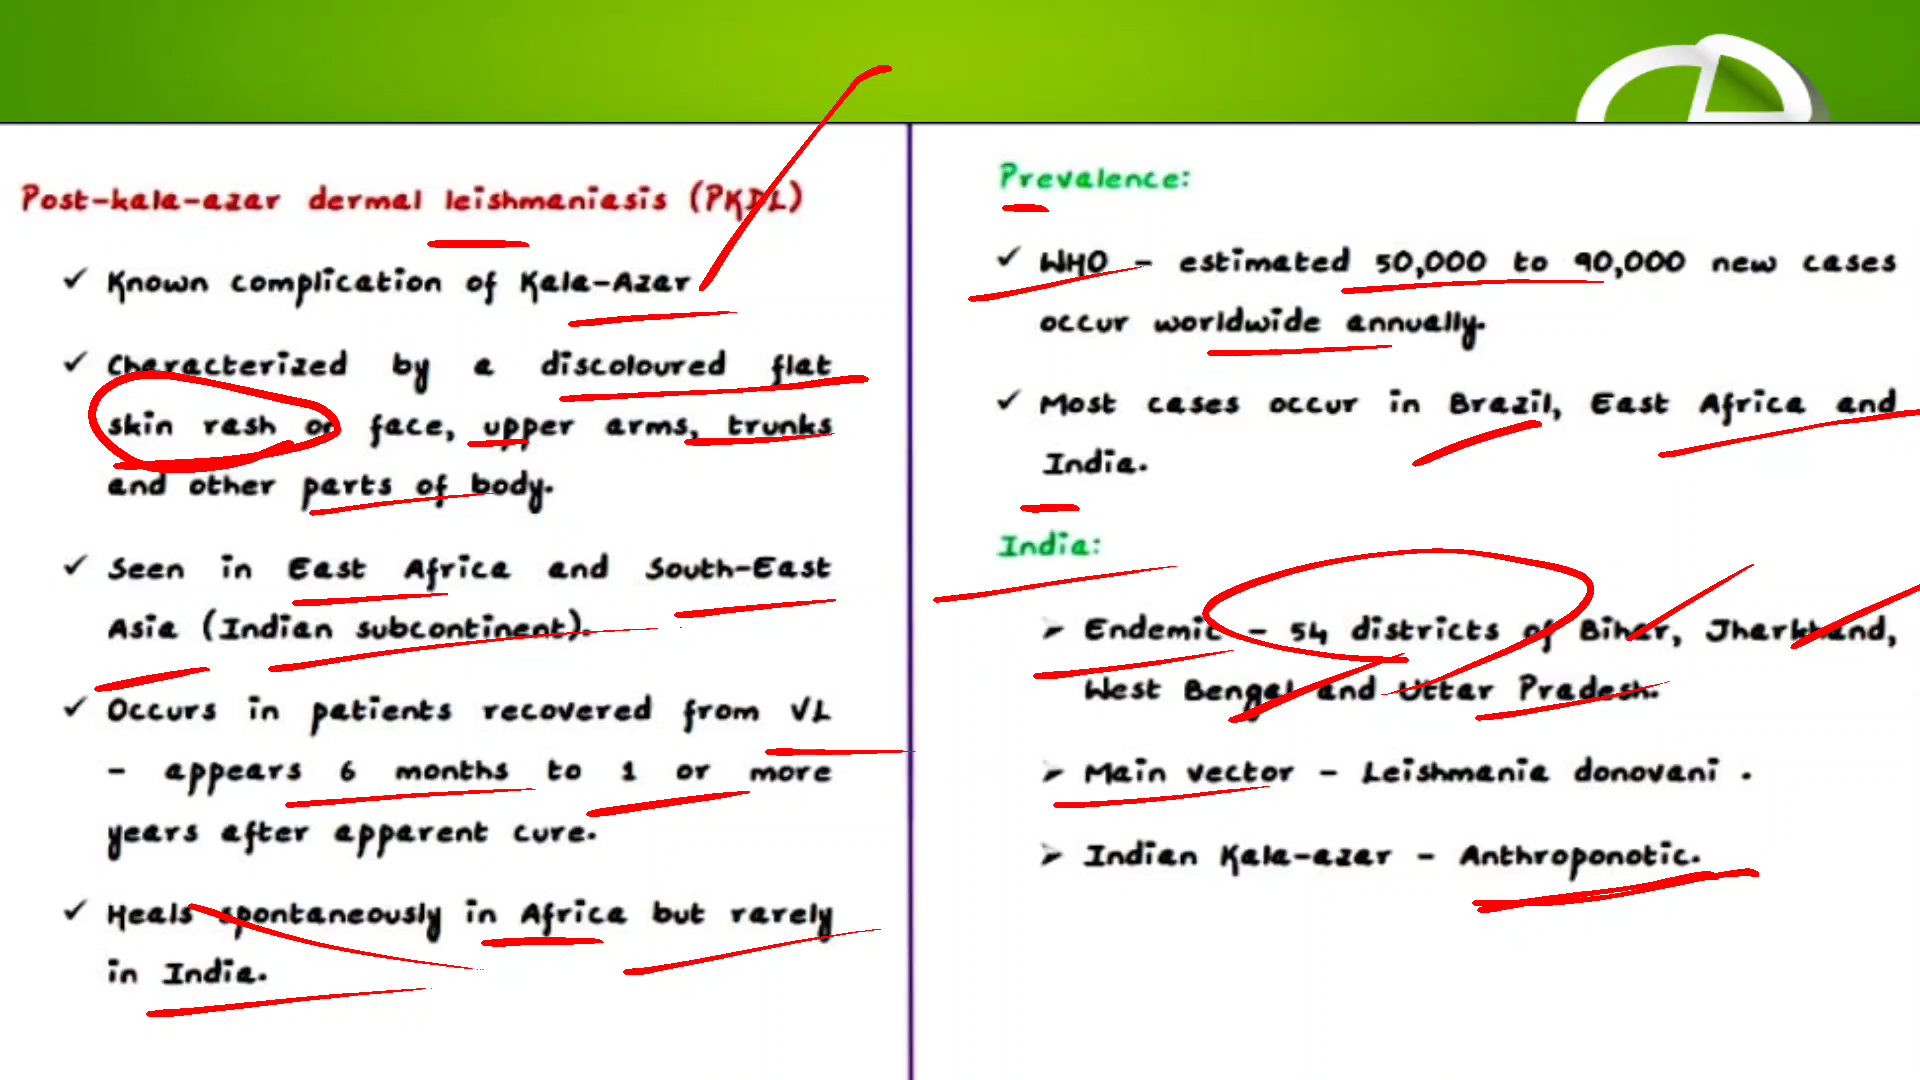 Post-kala-azar dermal leishmaniasis (PKDL)
✓ Known complication of Kala-Azar
✓ Characterized by a discoloured flat
skin rash on face, upper arms, trunks
and other parts of body.
✓ Seen in East Africa and South-East
Asia (Indian subcontinent).
✓ Occurs in patients recovered from VL
- appears 6 months to 1 or more
years after apparent cure.
✓ Heals spontaneously in Africa but rarely
in India.
Prevalence:
✓ WHO - estimated 50,000 to 90,000 new cases
occur worldwide annually.
✓ Most cases occur in Brazil, East Africa and
India.
India:
➢ Endemic - 54 districts of Bihar, Jharkhand,
West Bengal and Uttar Pradesh.
➢ Main vector - Leishmania donovani .
➢ Indian Kala-azar - Anthroponotic.